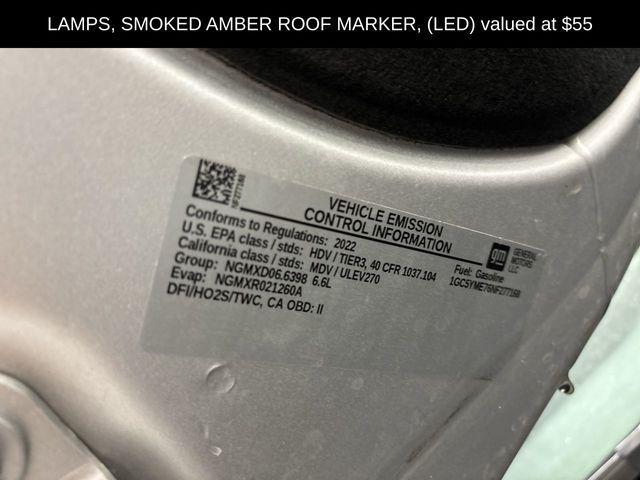 LAMPS, SMOKED AMBER ROOF MARKER, (LED) valued at $55
VEHICLE EMISSION
CONTROL INFORMATION
Conforms to Regulations: 2022
U.S. EPA class / stds: HDV / TIER3, 40 CFR 1037.104
California class / stds: MDV / ULEV270
Group: NGMXD06.6398 6.6L
Evap: NGMXR021260A
DFI/HO2S/TWC, CA OBD: II
Fuel: Gasoline
1GC5YME76NF277168
gm
GENERAL
MOTORS
LLC
NF277168